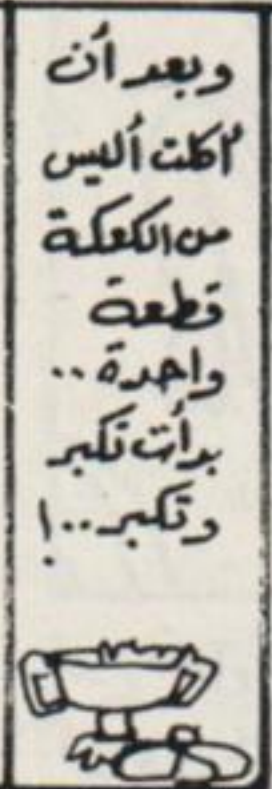 وبعد أن
أكلت أليس
من الكعكة
قطعة
واحدة..
بدأت تكبر
وتكبر..!